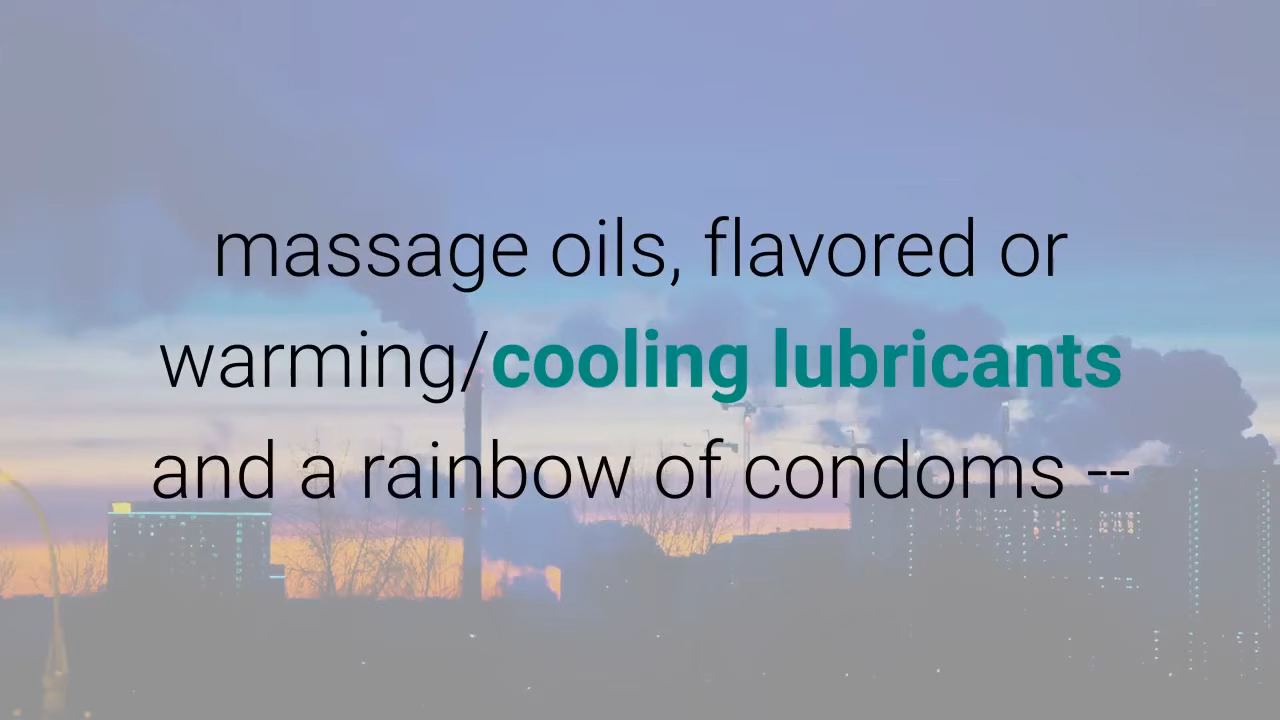 massage oils, flavored or
warming/cooling lubricants
and a rainbow of condoms --